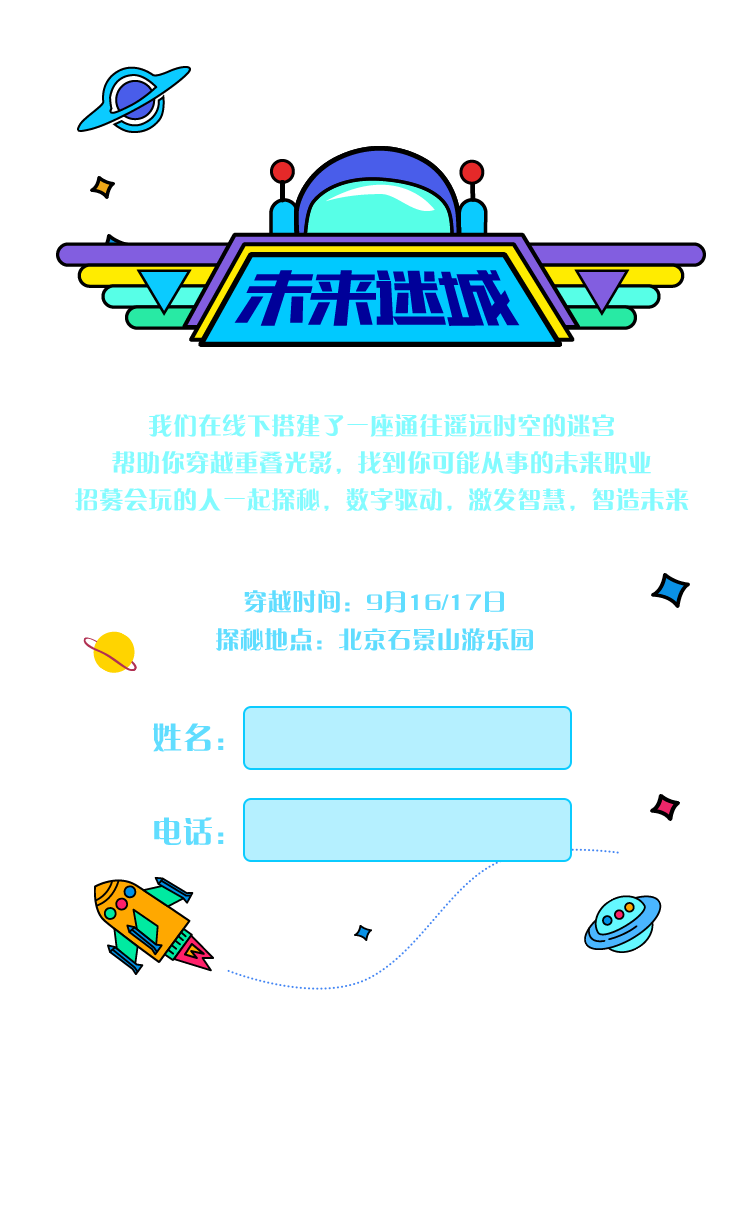 未来迷城
我们在线下搭建了一座通往遥远时空的迷宫
帮助你穿越重叠光影，找到你可能从事的未来职业
招募会玩的人一起探秘，数字驱动，激发智慧，智造未来
穿越时间：9月16/17日
探秘地点：北京石景山游乐园
姓名：
电话：